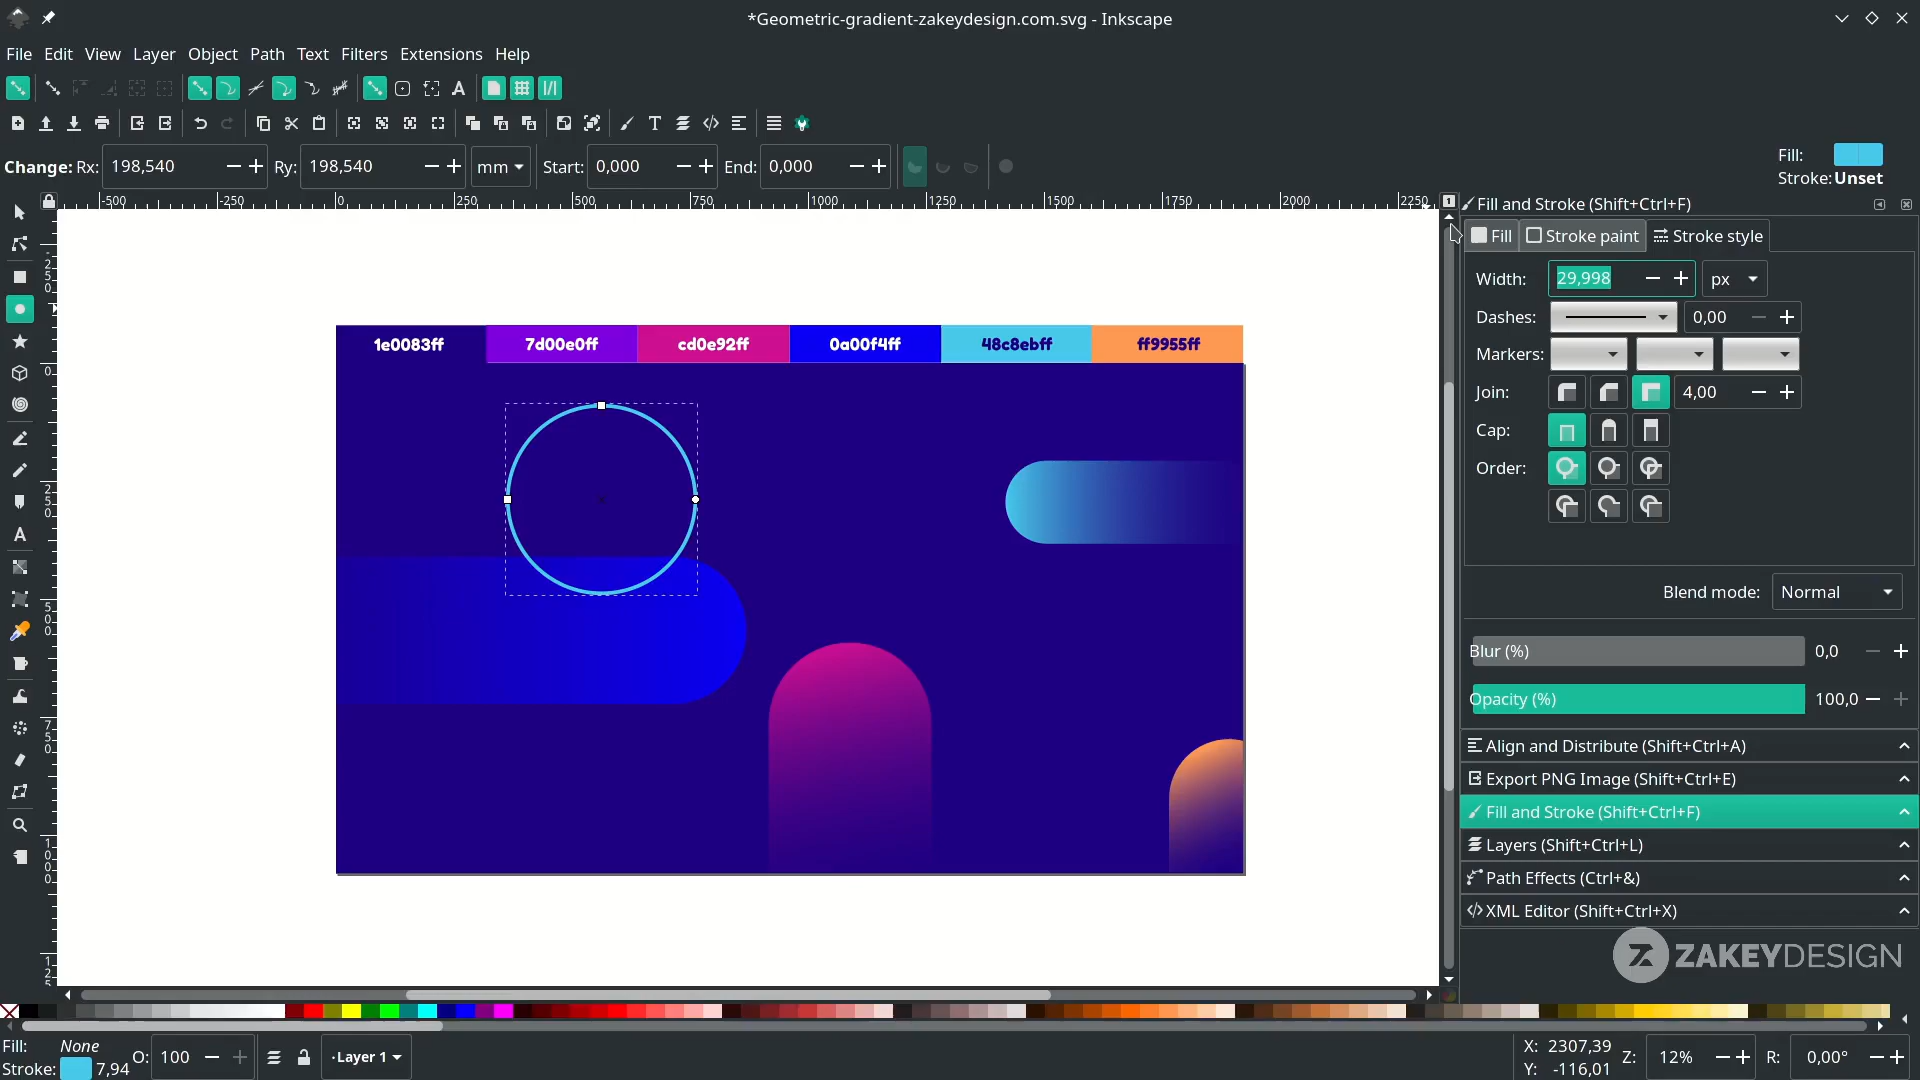 *Geometric-gradient-zakeydesign.com.svg - Inkscape
File Edit View Layer Object Path Text Filters Extensions Help
Change: Rx: 198,540 Ry: 198,540 mm Start: 0,000 End: 0,000
Fill:
Stroke: Unset
-500 -250 0 250 500 750 1000 1250 1500 1750 2000 2250
1
Fill and Stroke (Shift+Ctrl+F)
Fill Stroke paint Stroke style
Width: 29,998 px
Dashes: 0,00
Markers:
Join: 4,00
Cap:
Order:
Blend mode: Normal
Blur (%) 0,0
Opacity (%) 100,0
Align and Distribute (Shift+Ctrl+A)
Export PNG Image (Shift+Ctrl+E)
Fill and Stroke (Shift+Ctrl+F)
Layers (Shift+Ctrl+L)
Path Effects (Ctrl+&)
XML Editor (Shift+Ctrl+X)
1e0083ff 7d00e0ff cd0e92ff 0a00f4ff 48c8ebff ff9955ff
ZAKEYDESIGN
Fill: None
Stroke: 7,94
O: 100
·Layer 1
X: 2307,39
Y: -116,01
Z: 12%
R: 0,00°